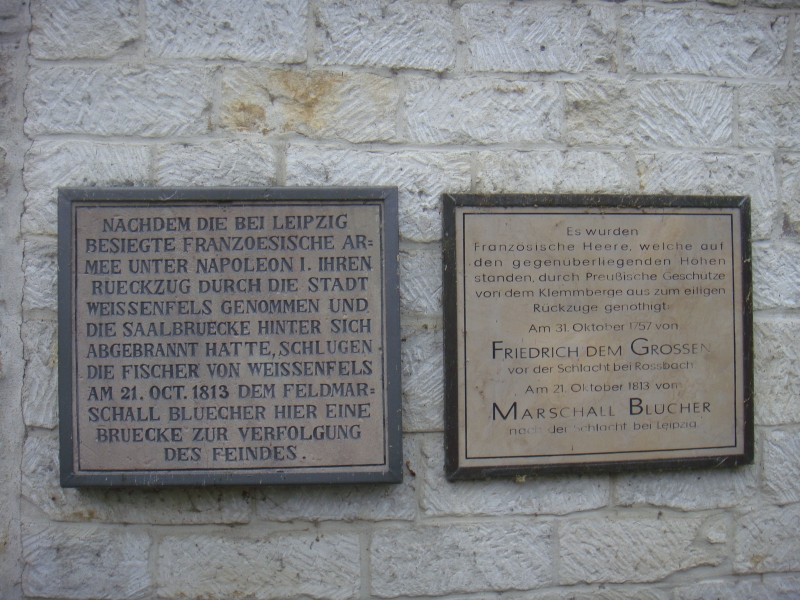 NACHDEM DIE BEI LEIPZIG
BESIEGTE FRANZOESISCHE AR=
MEE UNTER NAPOLEON I. IHREN
RUECKZUG DURCH DIE STADT
WEISSENFELS GENOMMEN UND
DIE SAALBRUECKE HINTER SICH
ABGEBRANNT HATTE, SCHLUGEN
DIE FISCHER VON WEISSENFELS
AM 21. OCT. 1813 DEM FELDMAR=
SCHALL BLUECHER HIER EINE
BRUECKE ZUR VERFOLGUNG
DES FEINDES.
Es wurden
Französische Heere, welche auf
den gegenüberliegenden Höhen
standen, durch Preußische Geschütze
von dem Klemmberge aus zum eiligen
Rückzuge genöthigt.
Am 31. Oktober 1757 von
FRIEDRICH DEM GROSSEN
vor der Schlacht bei Rossbach
Am 21. Oktober 1813 vom
MARSCHALL BLÜCHER
nach der Schlacht bei Leipzig